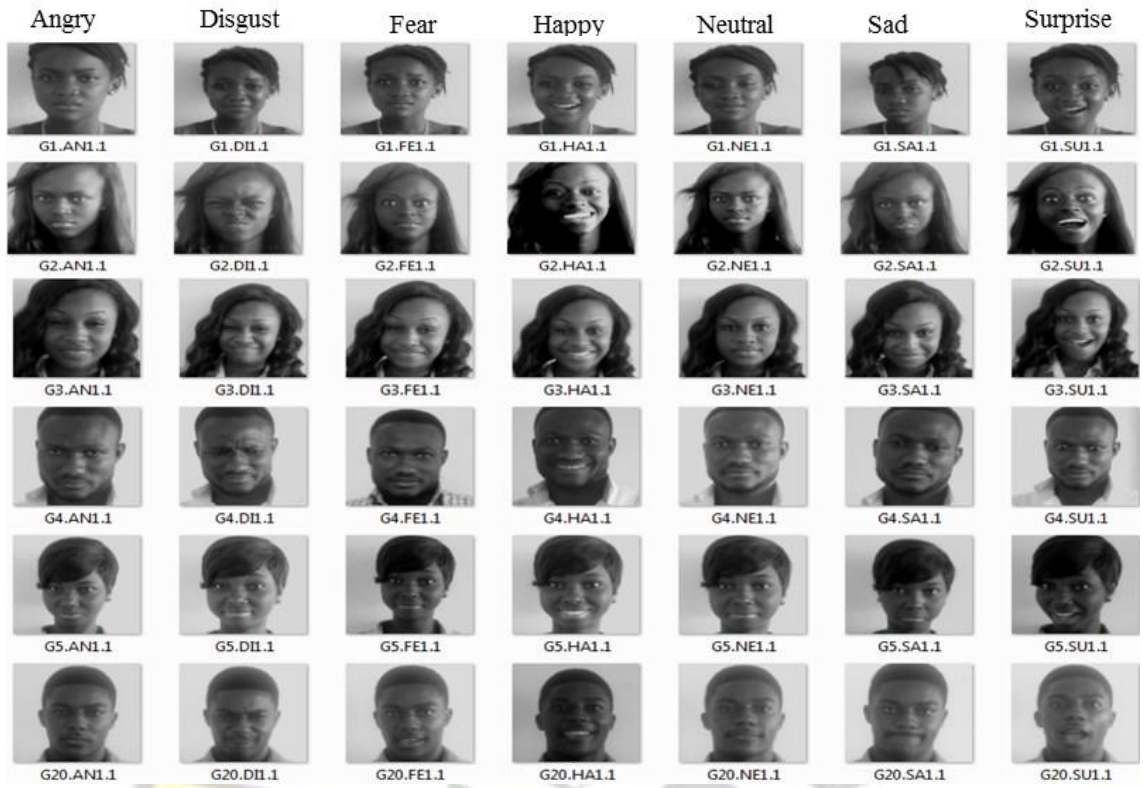 Angry Disgust Fear Happy Neutral Sad Surprise
G1.AN1.1 G1.DI1.1 G1.FE1.1 G1.HA1.1 G1.NE1.1 G1.SA1.1 G1.SU1.1
G2.AN1.1 G2.DI1.1 G2.FE1.1 G2.HA1.1 G2.NE1.1 G2.SA1.1 G2.SU1.1
G3.AN1.1 G3.DI1.1 G3.FE1.1 G3.HA1.1 G3.NE1.1 G3.SA1.1 G3.SU1.1
G4.AN1.1 G4.DI1.1 G4.FE1.1 G4.HA1.1 G4.NE1.1 G4.SA1.1 G4.SU1.1
G5.AN1.1 G5.DI1.1 G5.FE1.1 G5.HA1.1 G5.NE1.1 G5.SA1.1 G5.SU1.1
G20.AN1.1 G20.DI1.1 G20.FE1.1 G20.HA1.1 G20.NE1.1 G20.SA1.1 G20.SU1.1